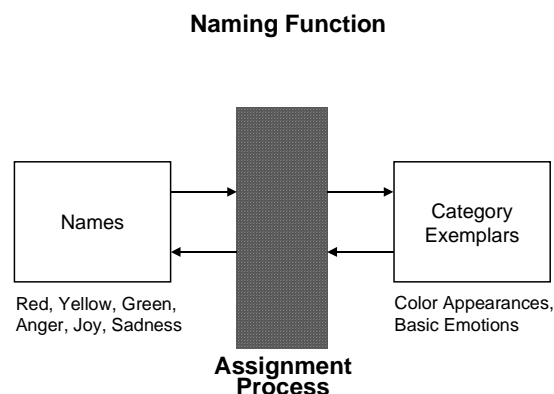 Naming Function
Names
Category
Exemplars
Red, Yellow, Green,
Anger, Joy, Sadness
Color Appearances,
Basic Emotions
Assignment
Process